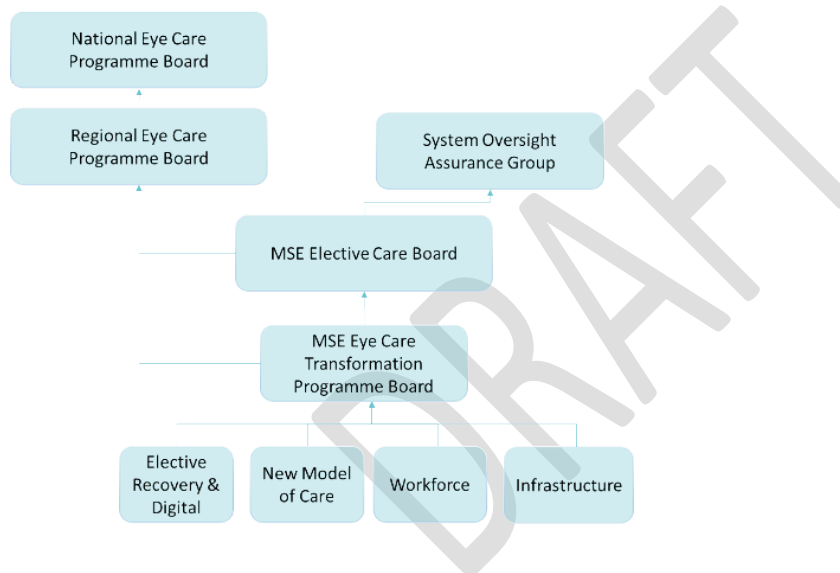 National Eye Care
Programme Board
Regional Eye Care
Programme Board
System Oversight
Assurance Group
MSE Elective Care Board
MSE Eye Care
Transformation
Programme Board
Elective
Recovery &
Digital
New Model
of Care
Workforce
Infrastructure
DRAFT